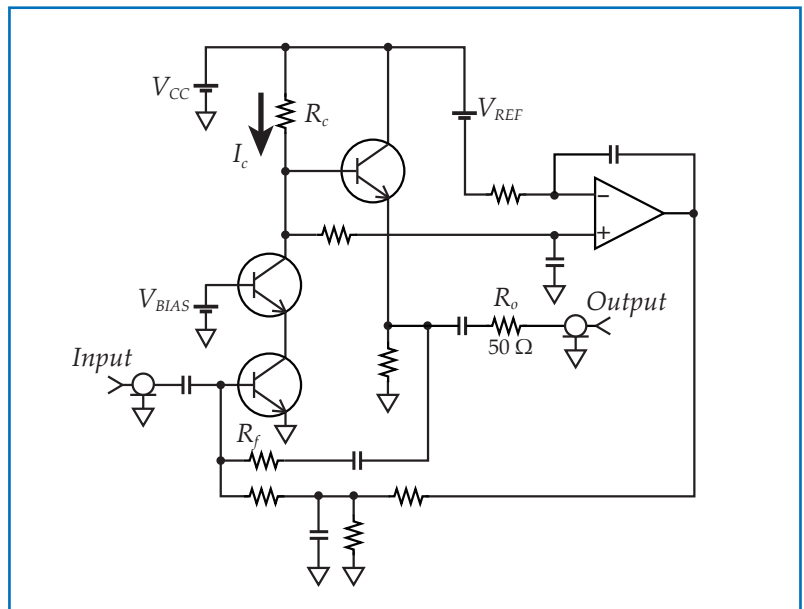 V_CC
R_c
V_REF
I_c
−
+
V_BIAS
R_o
Output
50 Ω
Input
R_f